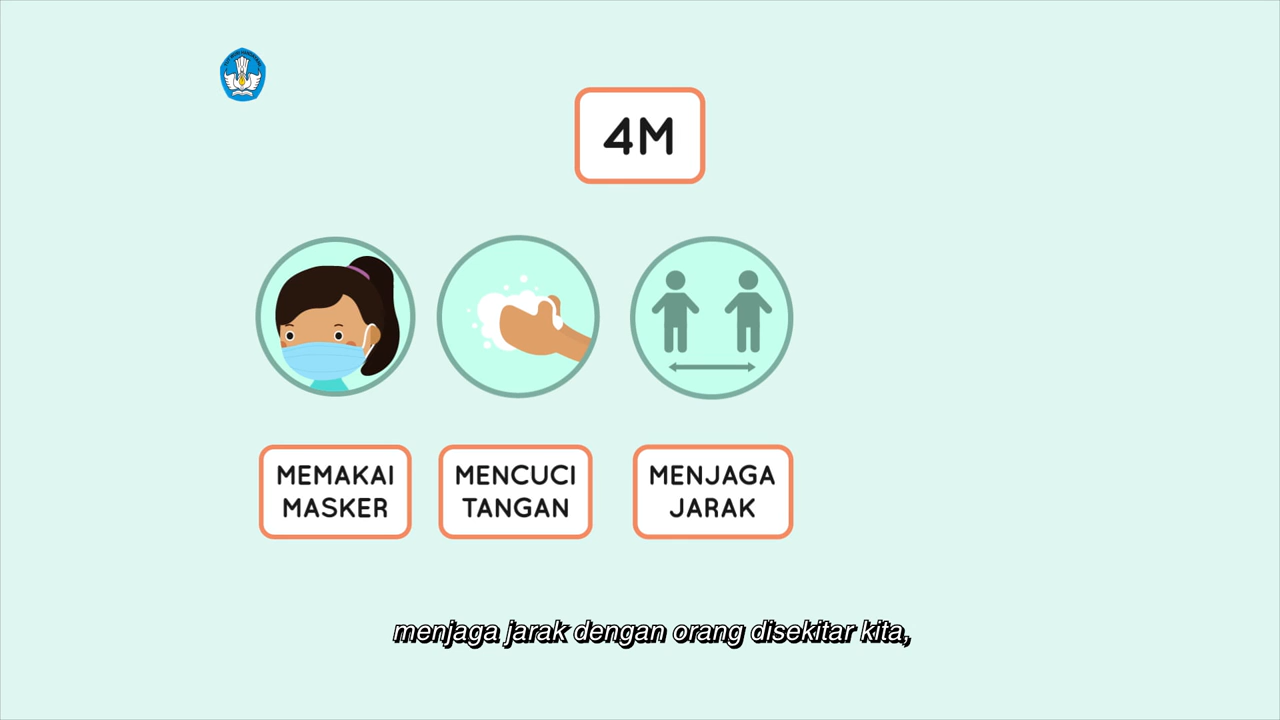 4M
MEMAKAI
MASKER
MENCUCI
TANGAN
MENJAGA
JARAK
menjaga jarak dengan orang disekitar kita,